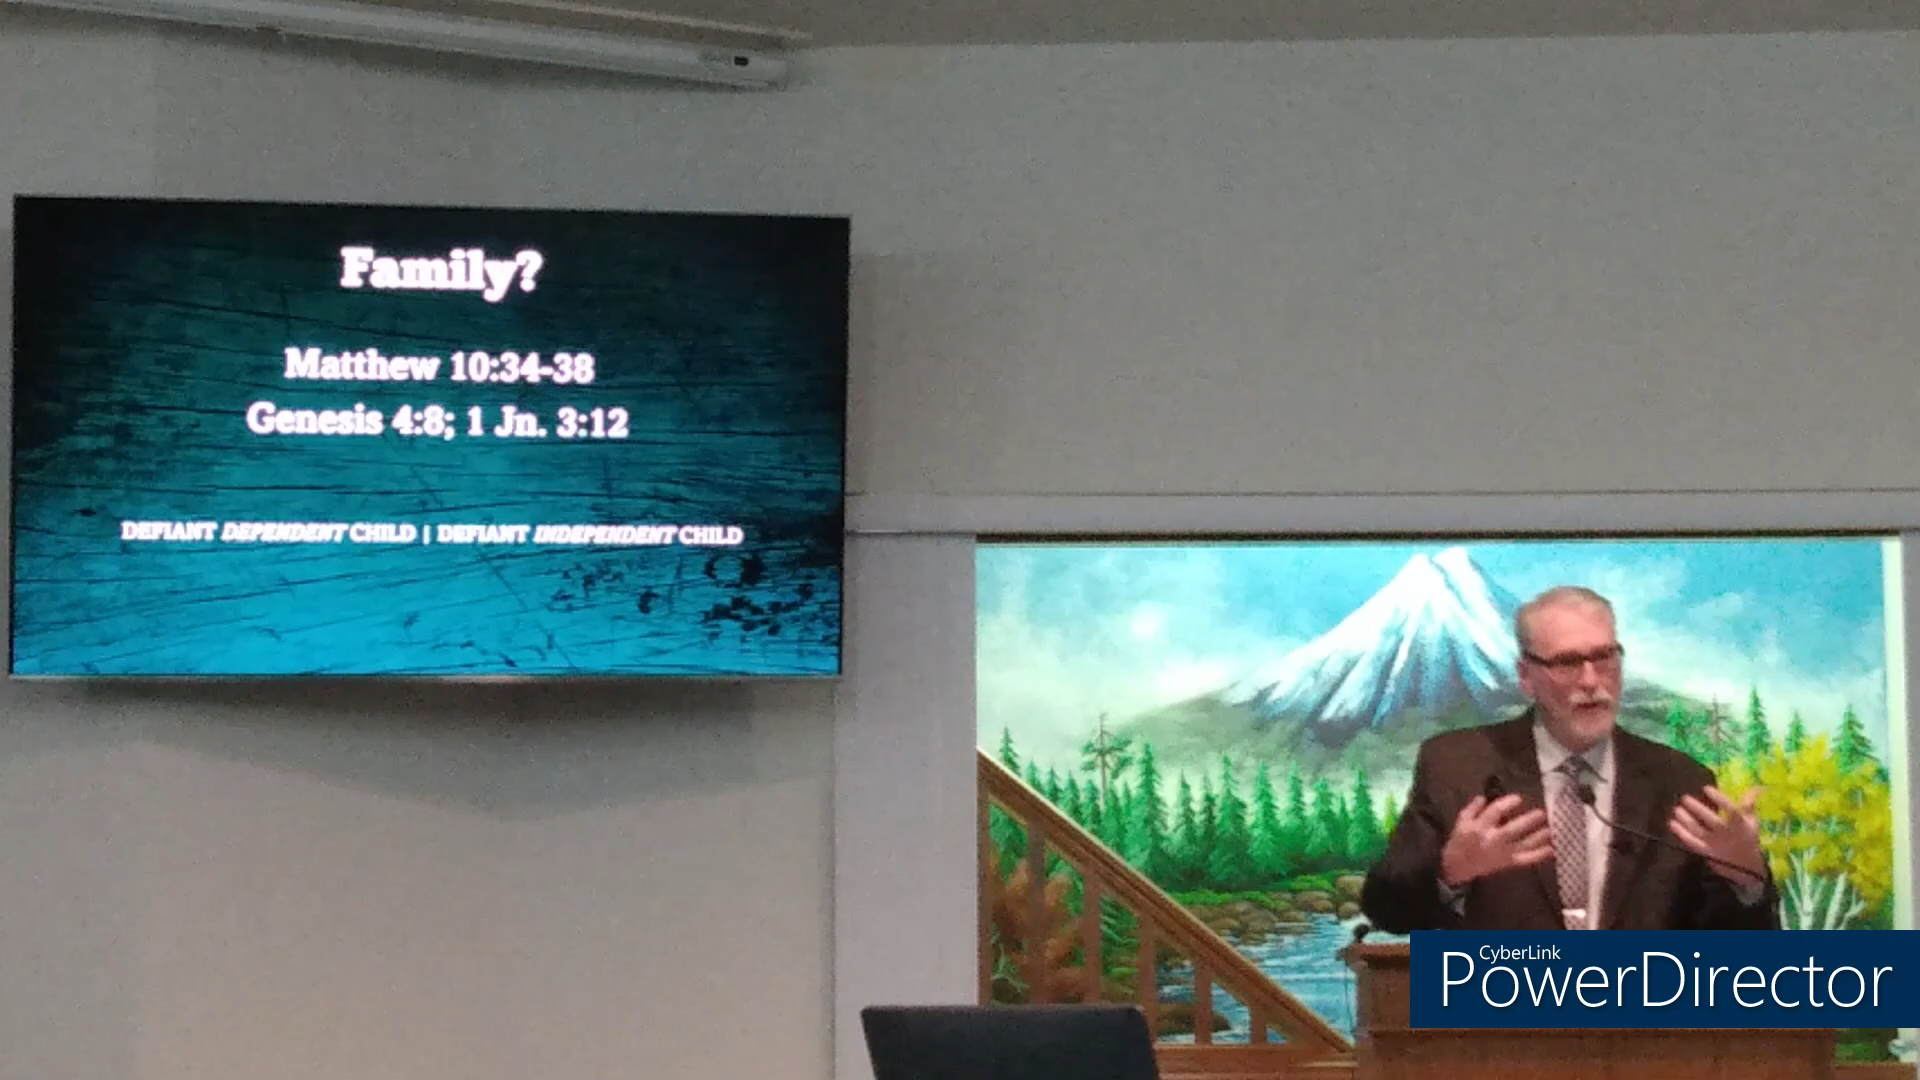 Family?
Matthew 10:34-38
Genesis 4:8; 1 Jn. 3:12
DEFIANT DEPENDENT CHILD | DEFIANT INDEPENDENT CHILD
CyberLink
PowerDirector